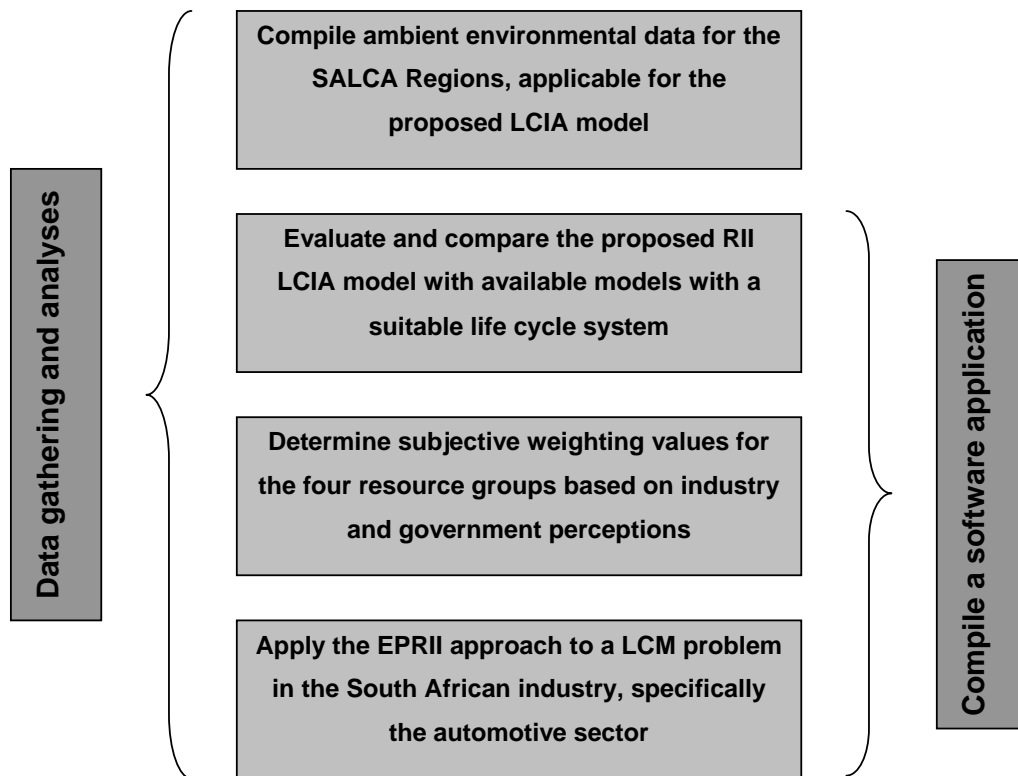 Data gathering and analyses
Compile ambient environmental data for the
SALCA Regions, applicable for the
proposed LCIA model
Evaluate and compare the proposed RII
LCIA model with available models with a
suitable life cycle system
Determine subjective weighting values for
the four resource groups based on industry
and government perceptions
Apply the EPRII approach to a LCM problem
in the South African industry, specifically
the automotive sector
Compile a software application